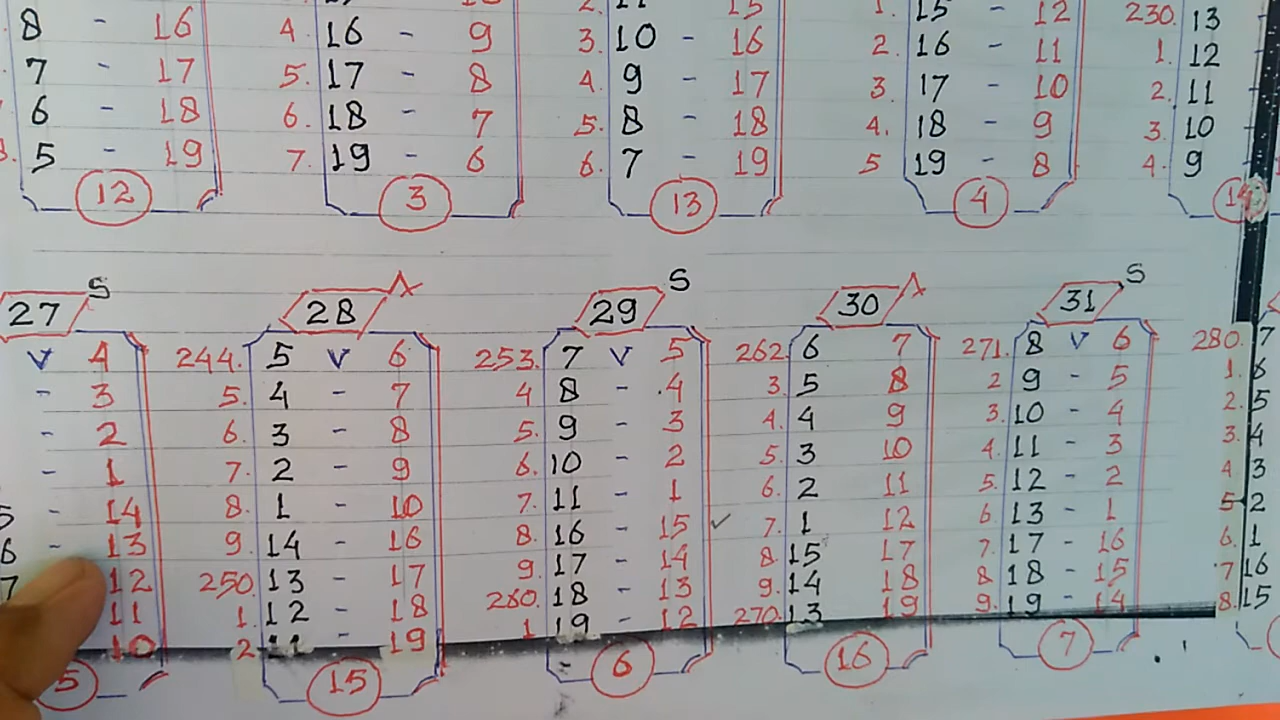 15 - 12 230. 13
8 - 16 4. 16 - 9 3. 10 - 16 2. 16 - 11 1. 12
7 - 17 5. 17 - 8 4. 9 - 17 3. 17 - 10 2. 11
6 - 18 6. 18 - 7 5. 8 - 18 4. 18 - 9 3. 10
5 - 19 7. 19 - 6 6. 7 - 19 5 19 - 8 4. 9
12 3 13 4
27 S 28 A 29 S 30 A 31 S
v 4 244. 5 v 6 253. 7 v 5 262. 6 7 271. 8 v 6 280. 7
- 3 5. 4 - 7 4 8 - 4 3. 5 8 2 9 - 5 1. 6
- 2 6. 3 - 8 5. 9 - 3 4. 4 9 3. 10 - 4 2. 5
- 1 7. 2 - 9 6. 10 - 2 5. 3 10 4. 11 - 3 3. 4
5 - 14 8. 1 - 10 7. 11 - 1 6. 2 11 5. 12 - 2 4 3
6 - 13 9. 14 - 16 8. 16 - 15 ✓ 7. 1 12 6. 13 - 1 5 2
7 12 250. 13 - 17 9. 17 - 14 8. 15 17 7. 17 - 16 6. 1
11 1. 12 - 18 260. 18 - 13 9. 14 18 8. 18 - 15 7 16
10 2 11 - 19 1 19 - 12 270. 13 19 9. 19 - 14 8. 15
5 15 6 16 7